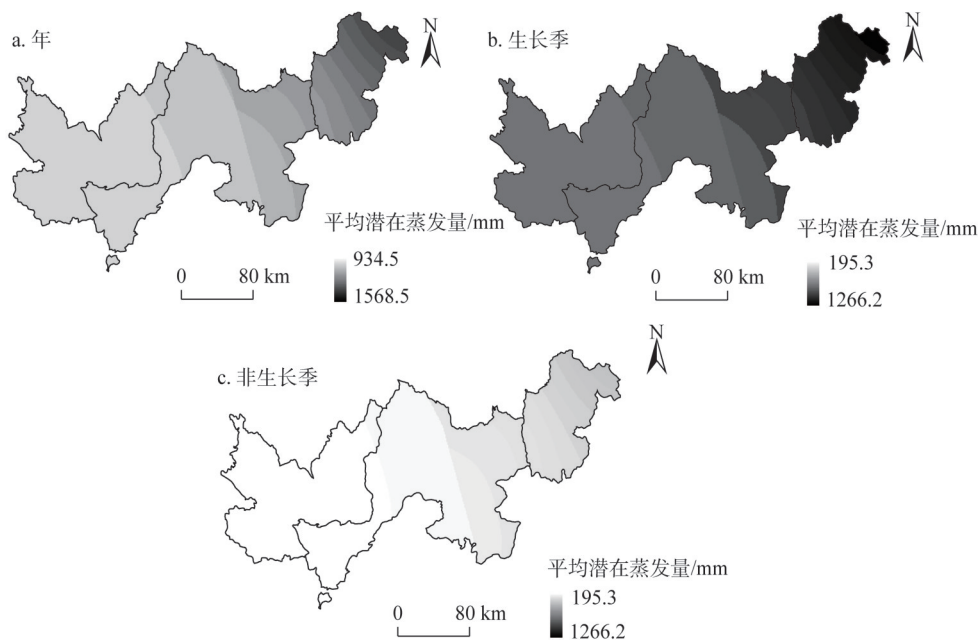 a. 年
N
平均潜在蒸发量/mm
934.5
1568.5
0 80 km
b. 生长季
N
平均潜在蒸发量/mm
195.3
1266.2
0 80 km
c. 非生长季
N
平均潜在蒸发量/mm
195.3
1266.2
0 80 km